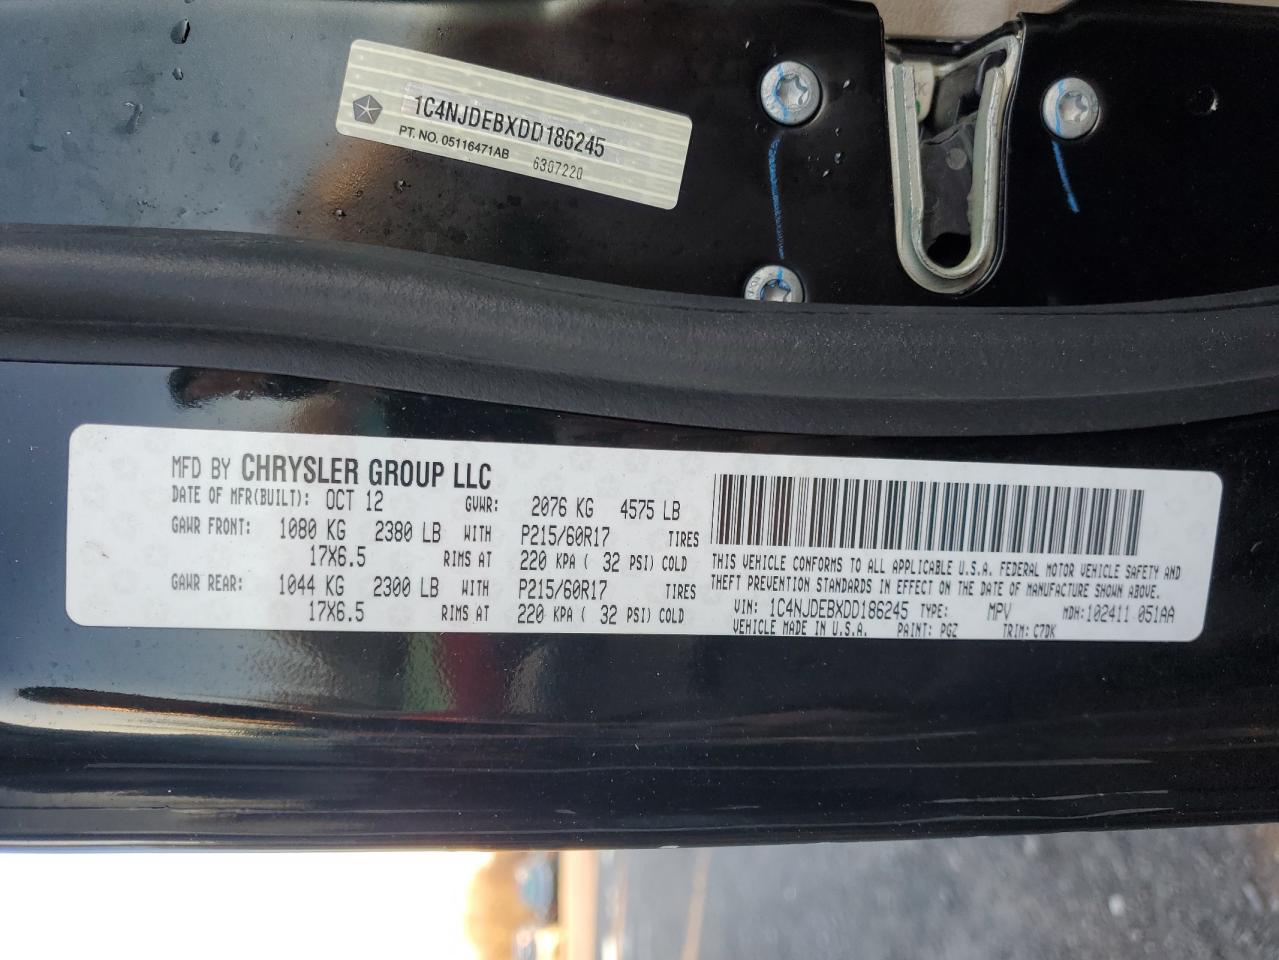 1C4NJDEBXDD186245
PT. NO. 05116471AB 6307220
MFD BY CHRYSLER GROUP LLC
DATE OF MFR(BUILT): OCT 12 GVWR: 2076 KG 4575 LB
GAWR FRONT: 1080 KG 2380 LB WITH P215/60R17 TIRES
17X6.5 RIMS AT 220 KPA ( 32 PSI) COLD
GAWR REAR: 1044 KG 2300 LB WITH P215/60R17 TIRES
17X6.5 RIMS AT 220 KPA ( 32 PSI) COLD
THIS VEHICLE CONFORMS TO ALL APPLICABLE U.S.A. FEDERAL MOTOR VEHICLE SAFETY AND
THEFT PREVENTION STANDARDS IN EFFECT ON THE DATE OF MANUFACTURE SHOWN ABOVE.
VIN: 1C4NJDEBXDD186245 TYPE: MPV MDH: 102411 051AA
VEHICLE MADE IN U.S.A. PAINT: PGZ TRIM: C7DK